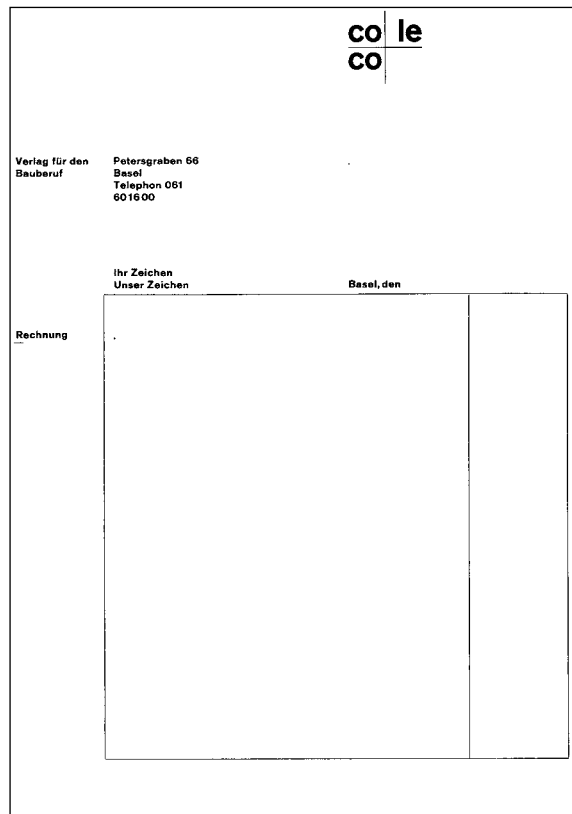 co le
co
Verlag für den
Bauberuf
Petersgraben 66
Basel
Telephon 061
601600
Ihr Zeichen
Unser Zeichen
Basel, den
Rechnung